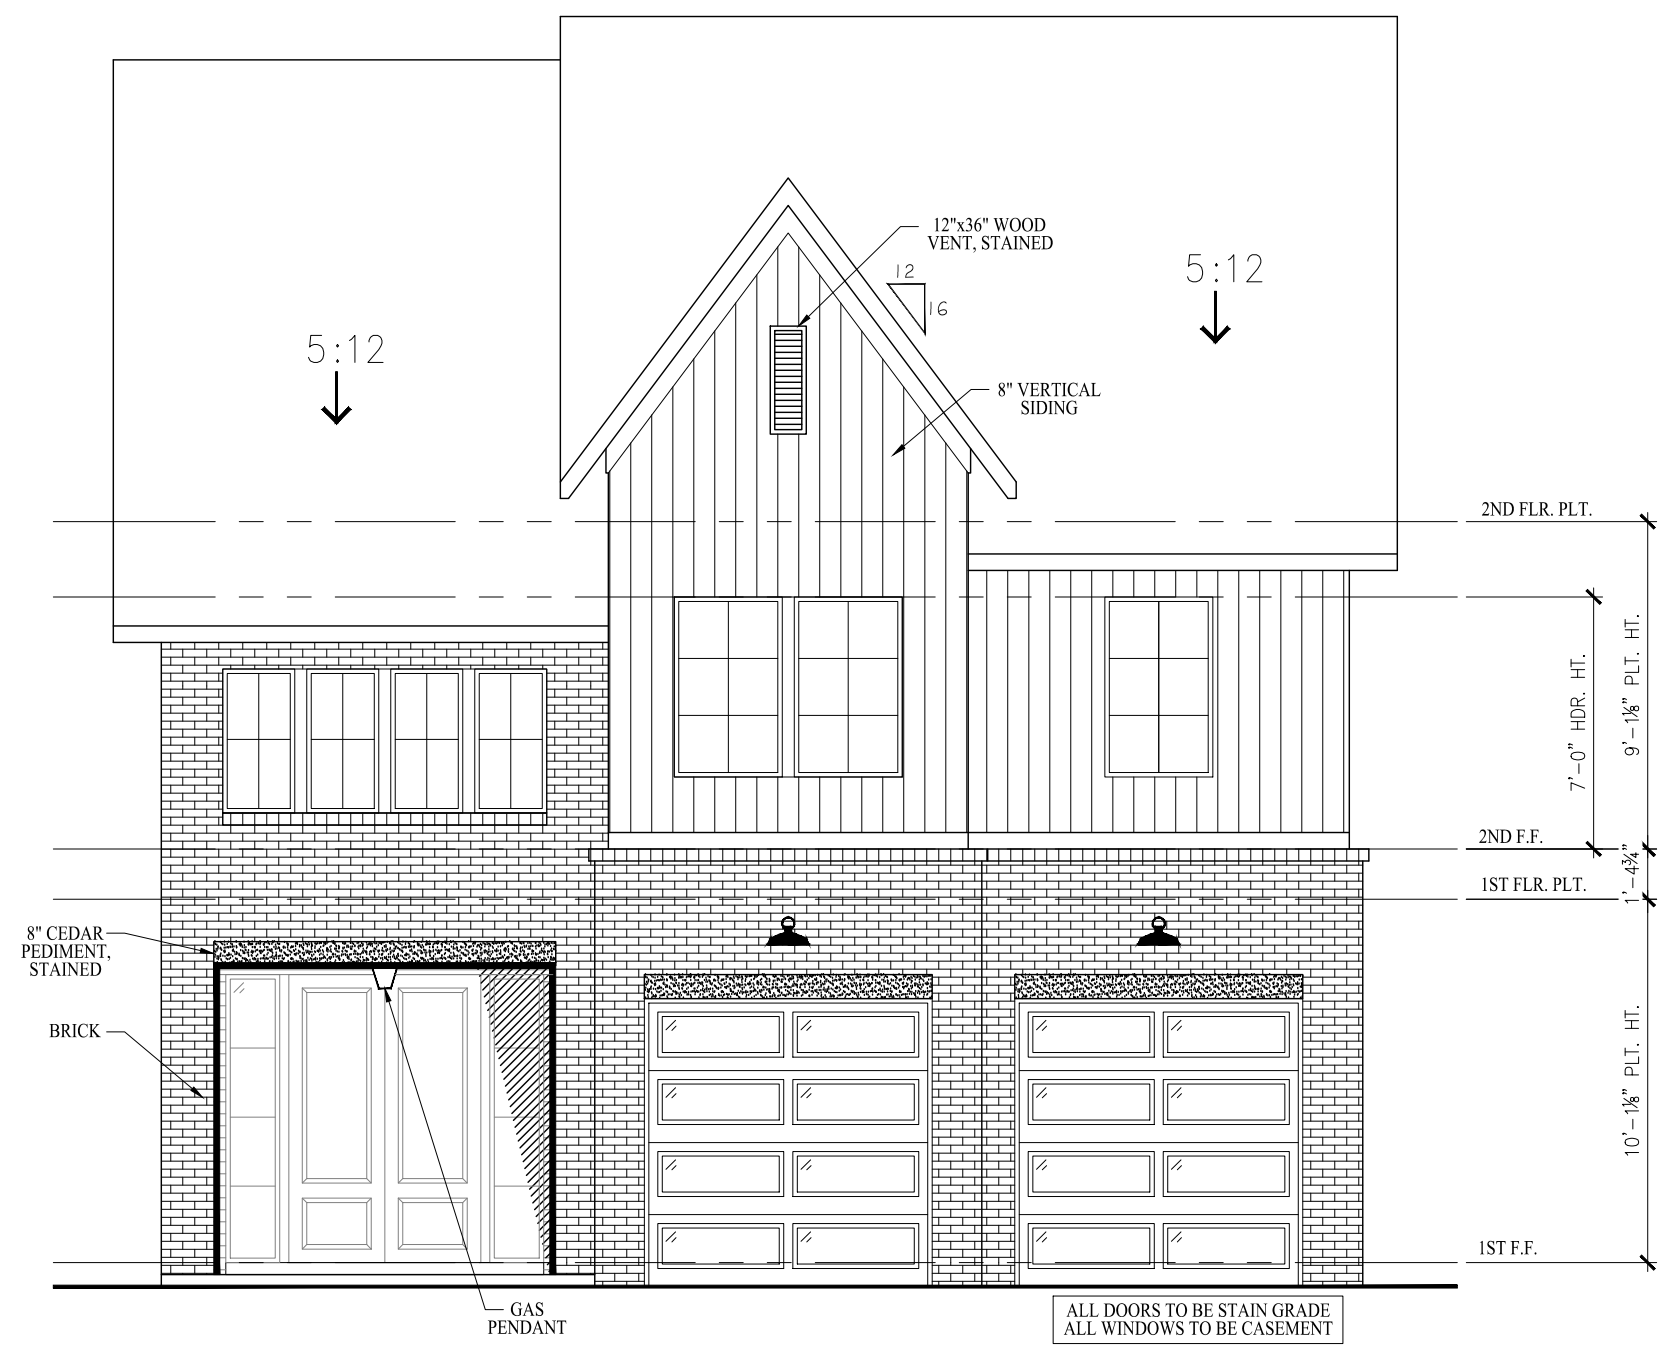 12"x36" WOOD
VENT, STAINED
12
16
5:12
5:12
8" VERTICAL
SIDING
2ND FLR. PLT.
9'-1⅛" PLT. HT.
7'-0" HDR. HT.
2ND F.F.
1'-4¾"
1ST FLR. PLT.
8" CEDAR
PEDIMENT,
STAINED
BRICK
10'-1⅛" PLT. HT.
1ST F.F.
GAS
PENDANT
ALL DOORS TO BE STAIN GRADE
ALL WINDOWS TO BE CASEMENT